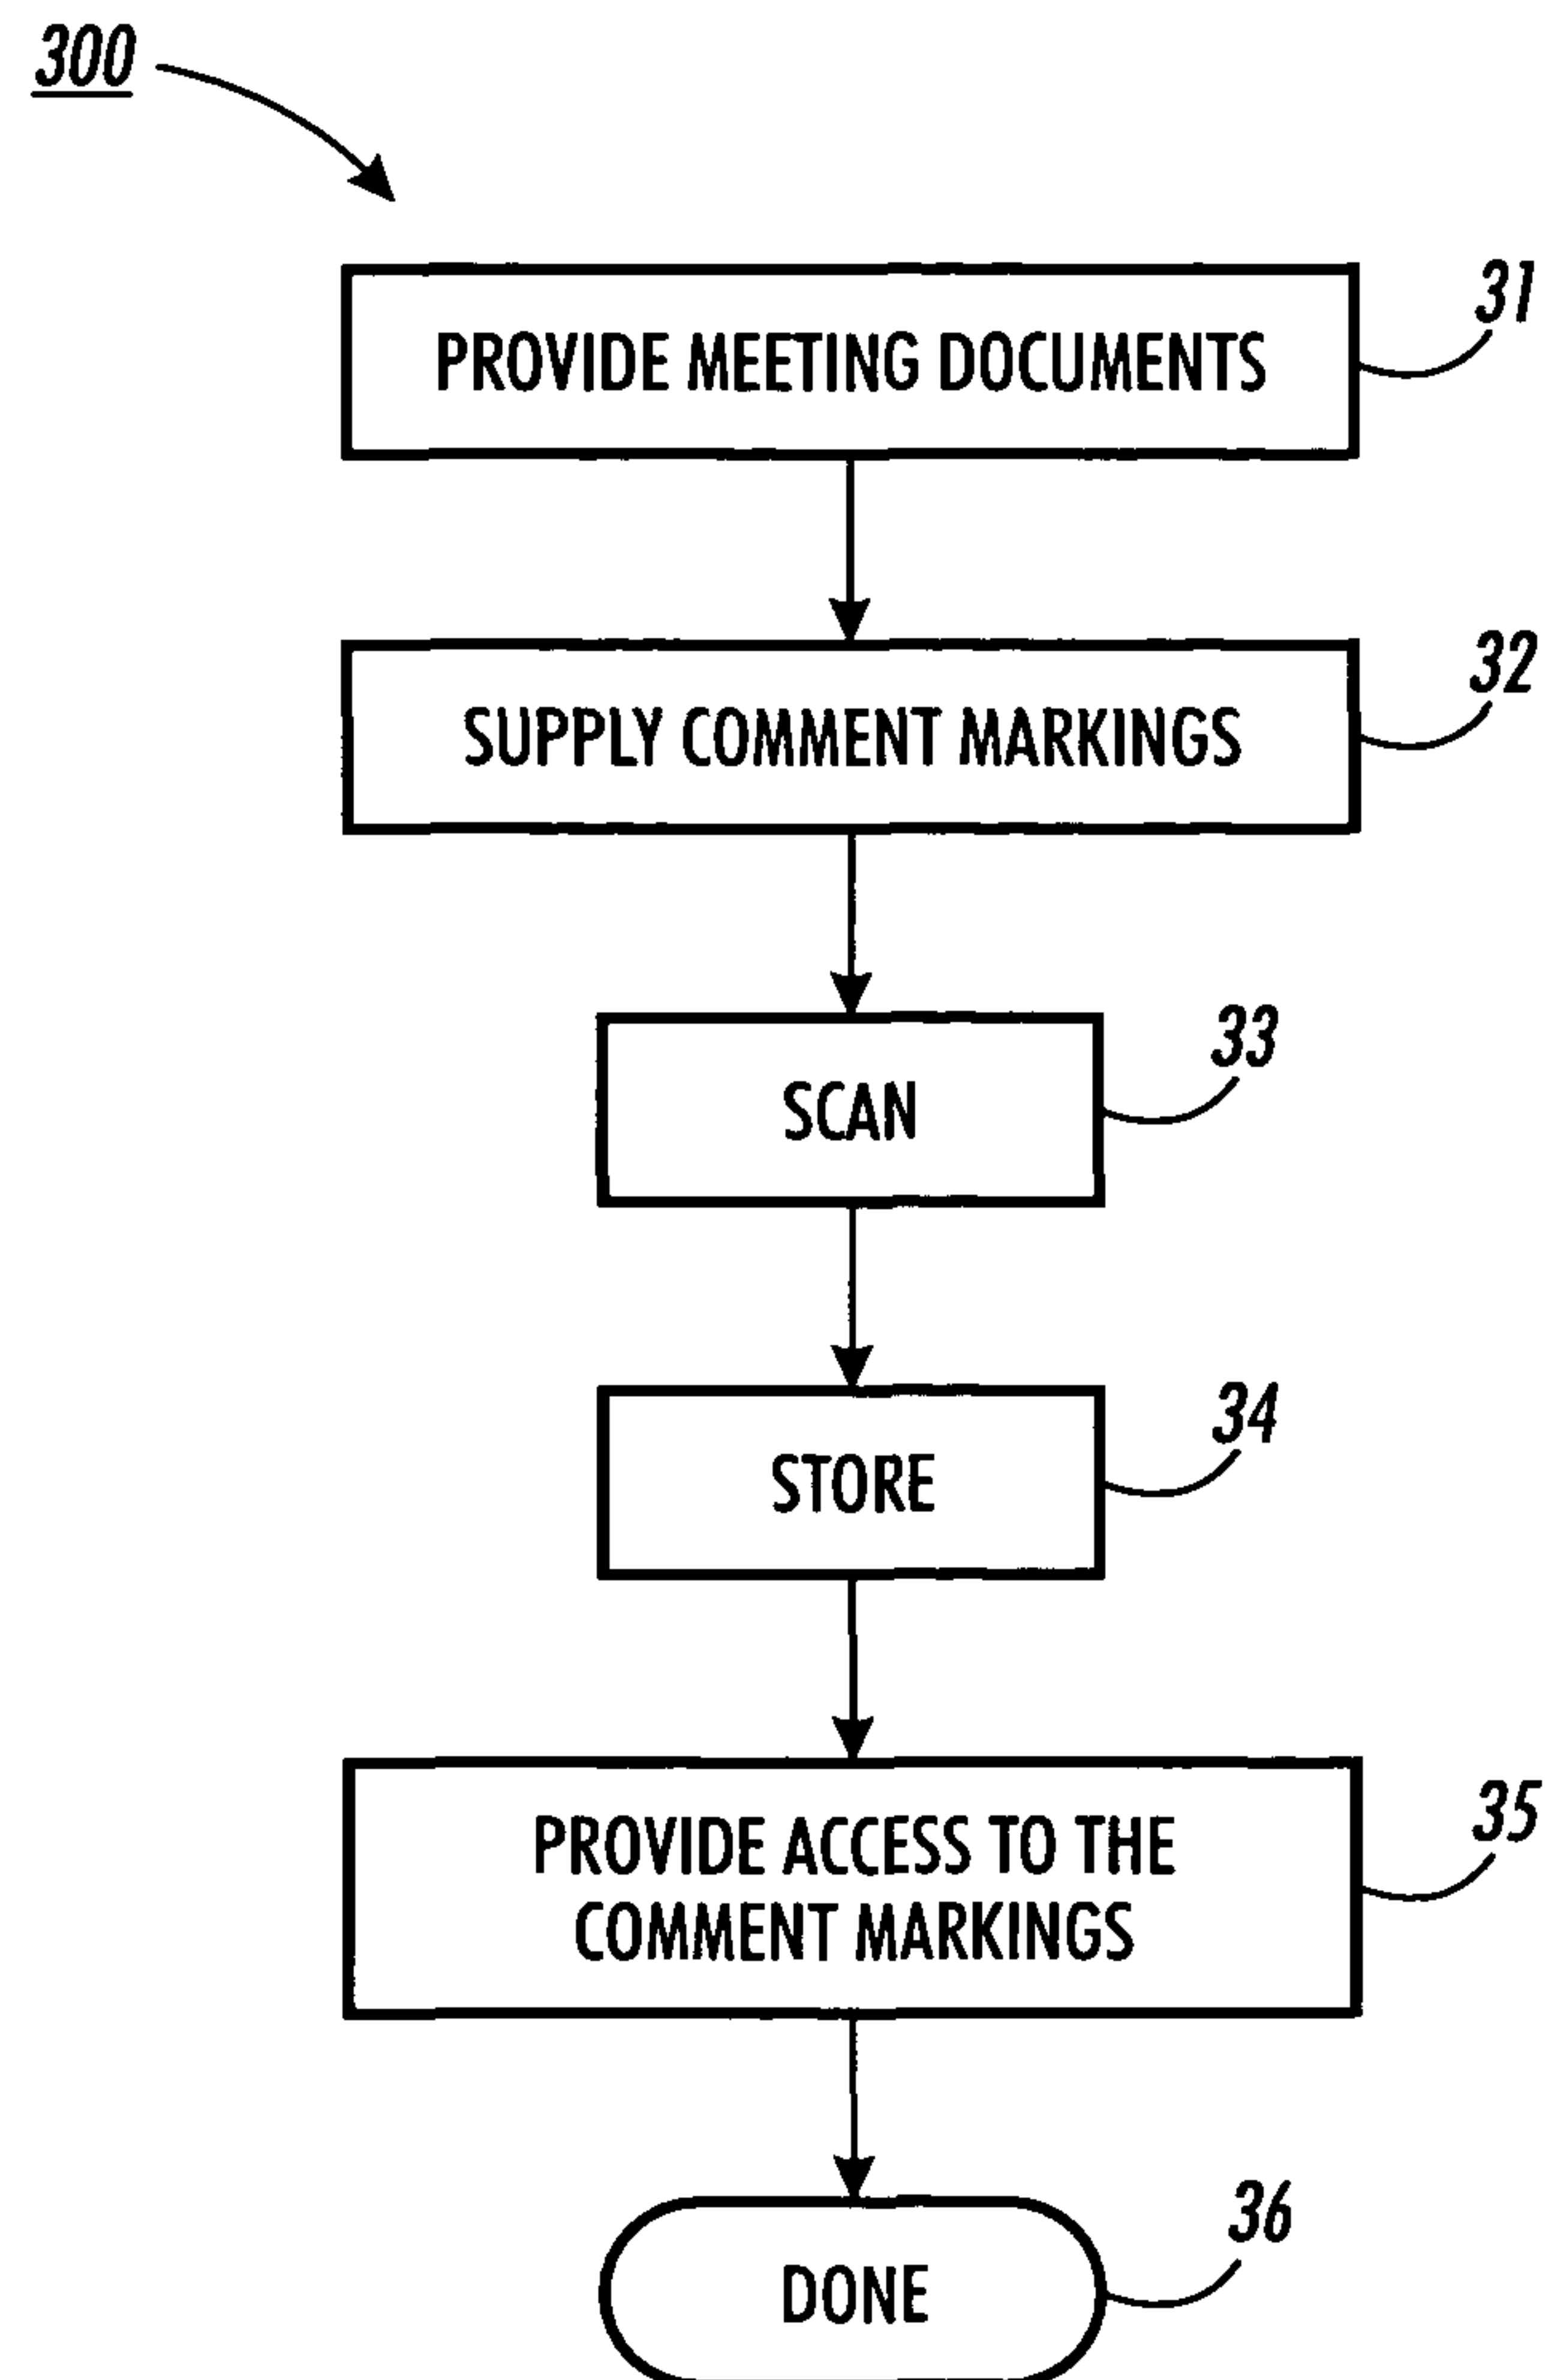 300
PROVIDE MEETING DOCUMENTS
31
SUPPLY COMMENT MARKINGS
32
SCAN
33
STORE
34
PROVIDE ACCESS TO THE
COMMENT MARKINGS
35
DONE
36